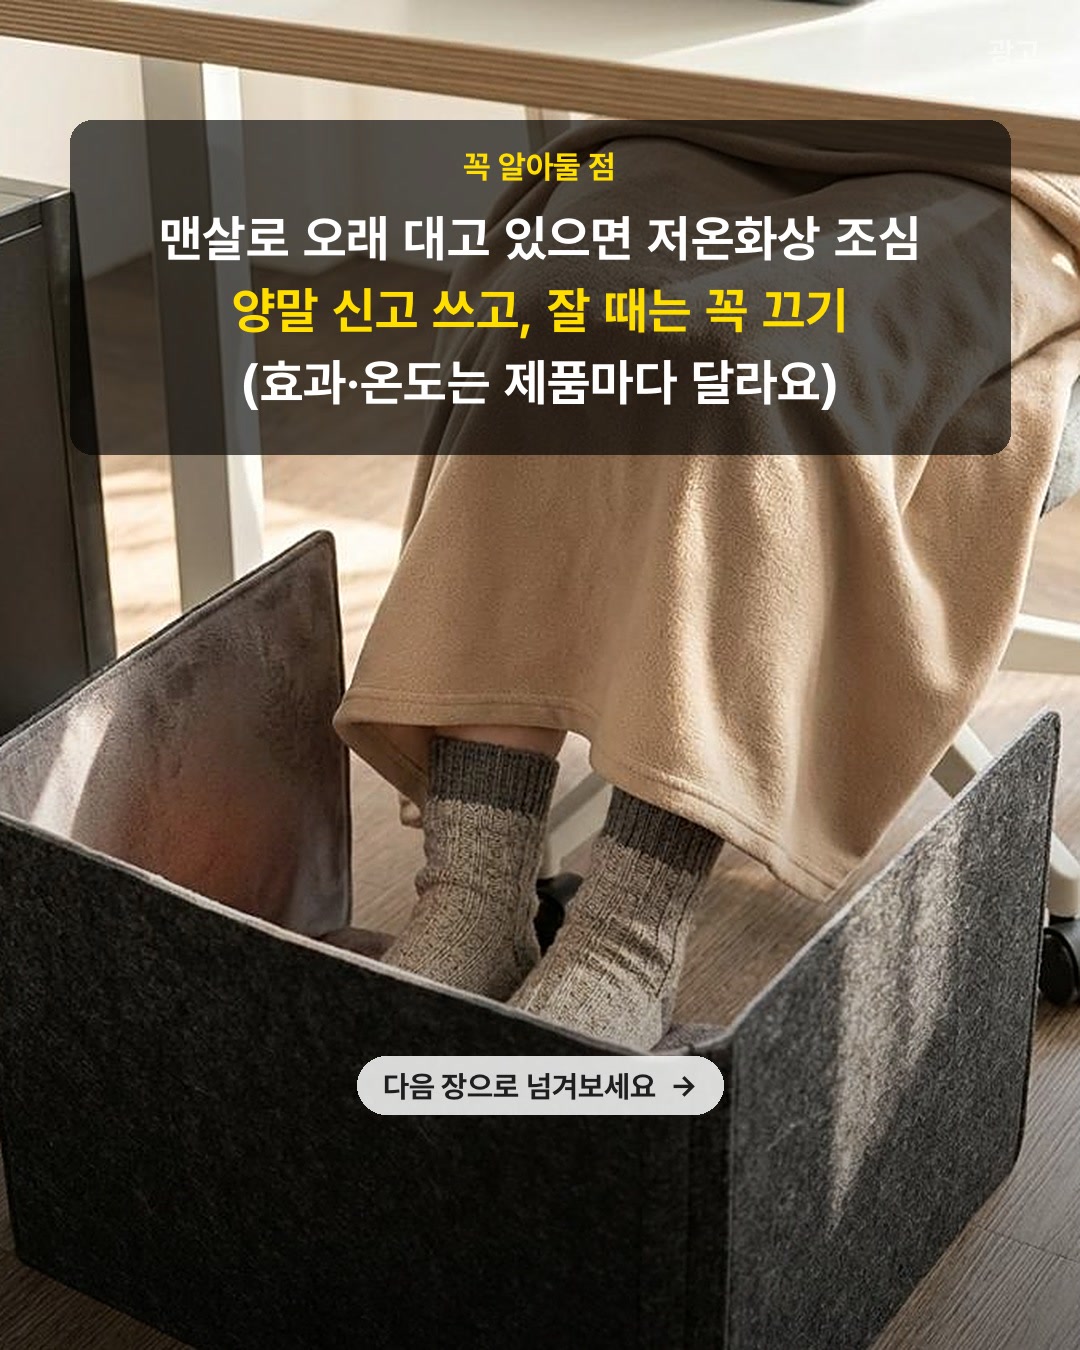 광고
꼭 알아둘 점
맨살로 오래 대고 있으면 저온화상 조심
양말 신고 쓰고, 잘 때는 꼭 끄기
(효과·온도는 제품마다 달라요)
다음 장으로 넘겨보세요 →